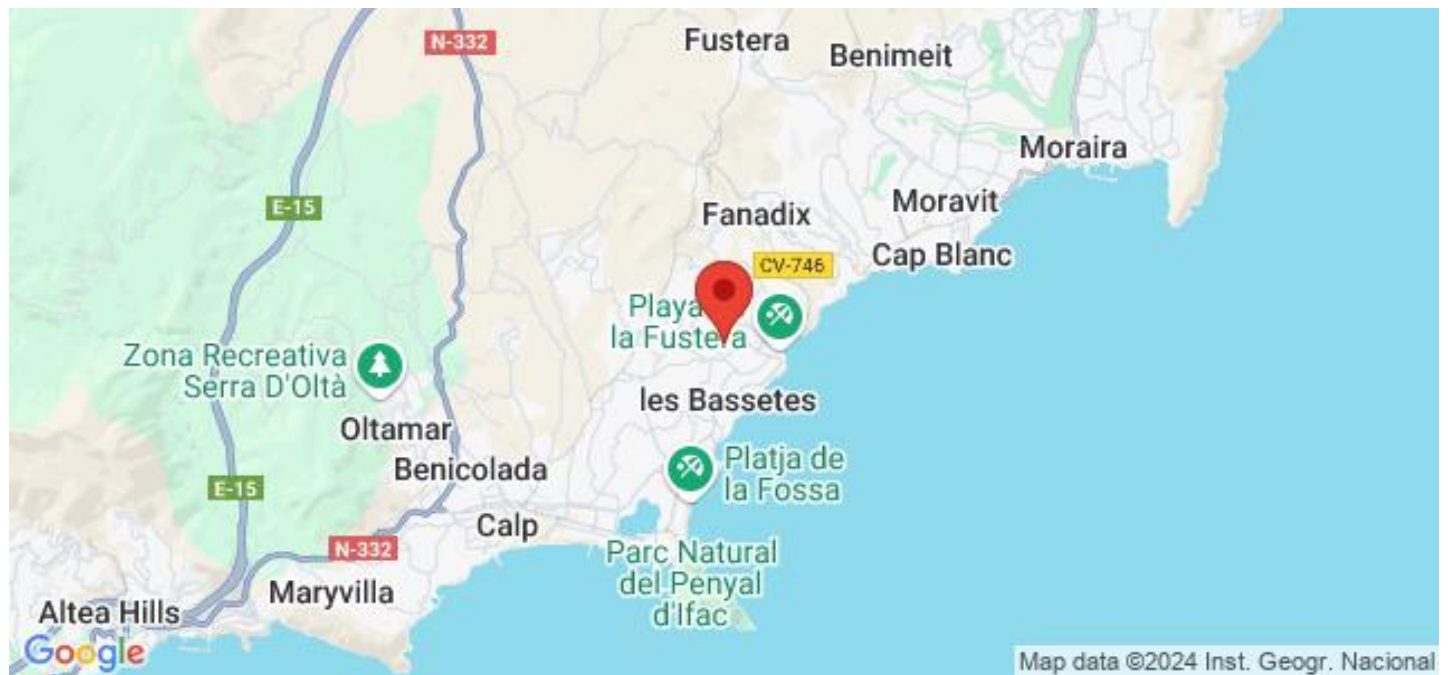 N-332
Fustera
Benimeit
Moraira
E-15
Moravit
Fanadix
Cap Blanc
CV-746
Playa
la Fustera
Zona Recreativa
Serra D'Oltà
les Bassetes
Oltamar
Benicolada
Platja de
la Fossa
E-15
Calp
N-332
Parc Natural
del Penyal
d'Ifac
Maryvilla
Altea Hills
Google
Map data ©2024 Inst. Geogr. Nacional